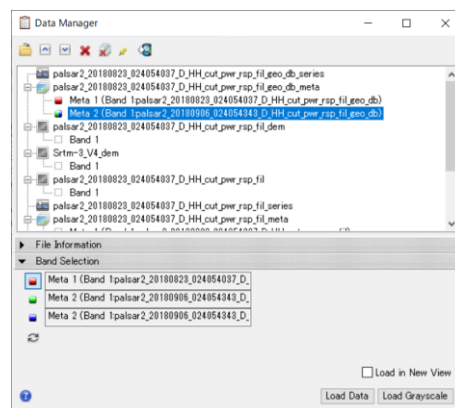 Data Manager
palsar2_20180823_024054037_D_HH_cut_pwr_rsp_fil_geo_db_series
palsar2_20180823_024054037_D_HH_cut_pwr_rsp_fil_geo_db_meta
Meta 1 (Band 1:palsar2_20180823_024054037_D_HH_cut_pwr_rsp_fil_geo_db)
Meta 2 (Band 1:palsar2_20180906_024054343_D_HH_cut_pwr_rsp_fil_geo_db)
palsar2_20180823_024054037_D_HH_cut_pwr_rsp_fil_dem
Band 1
Srtm-3_V4_dem
Band 1
palsar2_20180823_024054037_D_HH_cut_pwr_rsp_fil
Band 1
palsar2_20180823_024054037_D_HH_cut_pwr_rsp_fil_series
palsar2_20180823_024054037_D_HH_cut_pwr_rsp_fil_meta
File Information
Band Selection
Meta 1 (Band 1:palsar2_20180823_024054037_D_
Meta 2 (Band 1:palsar2_20180906_024054343_D_
Meta 2 (Band 1:palsar2_20180906_024054343_D_
Load in New View
Load Data Load Grayscale